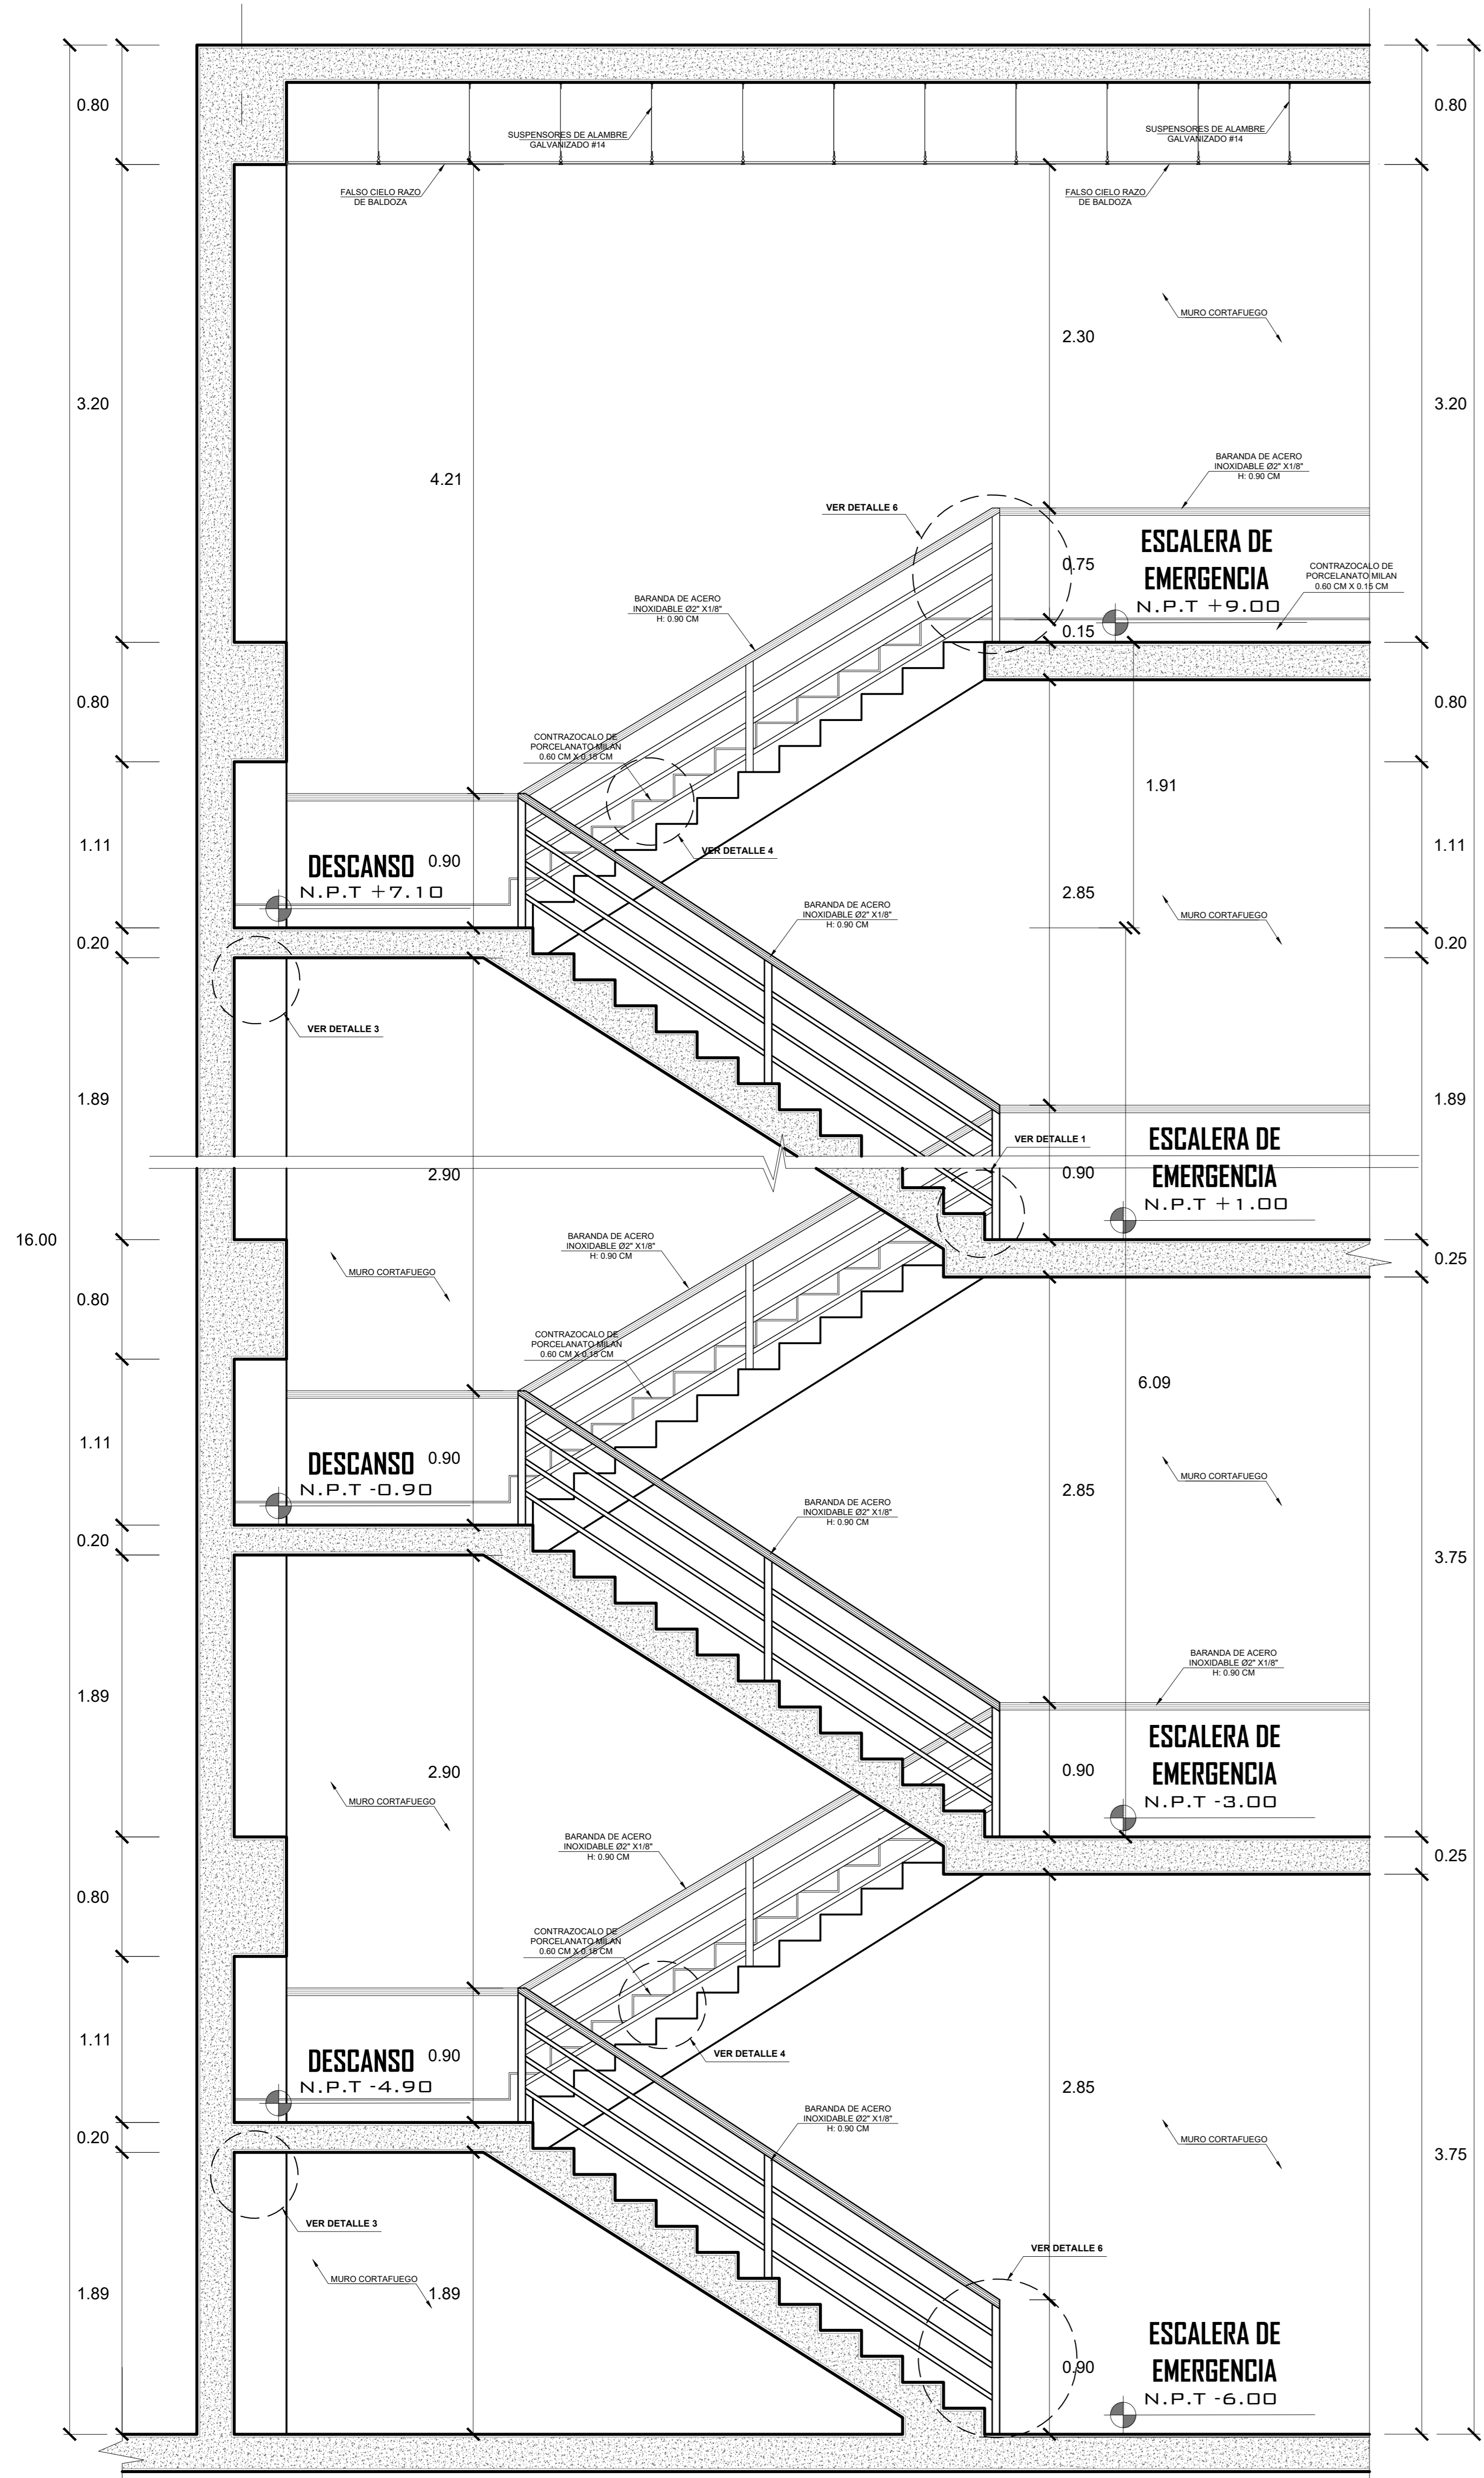 0.80
0.80
SUSPENSORES DE ALAMBRE
GALVANIZADO #14
SUSPENSORES DE ALAMBRE
GALVANIZADO #14
FALSO CIELO RAZO
DE BALDOZA
FALSO CIELO RAZO
DE BALDOZA
MURO CORTAFUEGO
2.30
3.20
3.20
4.21
BARANDA DE ACERO
INOXIDABLE Ø2" X1/8"
H: 0.90 CM
VER DETALLE 6
ESCALERA DE
EMERGENCIA
N.P.T +9.00
0.75
CONTRAZOCALO DE
PORCELANATO MILAN
0.60 CM X 0.15 CM
0.15
BARANDA DE ACERO
INOXIDABLE Ø2" X1/8"
H: 0.90 CM
0.80
0.80
CONTRAZOCALO DE
PORCELANATO MILAN
0.60 CM X 0.15 CM
1.91
1.11
1.11
VER DETALLE 4
DESCANSO
0.90
N.P.T +7.10
2.85
BARANDA DE ACERO
INOXIDABLE Ø2" X1/8"
H: 0.90 CM
MURO CORTAFUEGO
0.20
0.20
VER DETALLE 3
1.89
1.89
VER DETALLE 1
ESCALERA DE
EMERGENCIA
N.P.T +1.00
2.90
0.90
16.00
BARANDA DE ACERO
INOXIDABLE Ø2" X1/8"
H: 0.90 CM
0.25
MURO CORTAFUEGO
0.80
CONTRAZOCALO DE
PORCELANATO MILAN
0.60 CM X 0.15 CM
6.09
1.11
DESCANSO
0.90
N.P.T -0.90
MURO CORTAFUEGO
2.85
BARANDA DE ACERO
INOXIDABLE Ø2" X1/8"
H: 0.90 CM
0.20
3.75
BARANDA DE ACERO
INOXIDABLE Ø2" X1/8"
H: 0.90 CM
1.89
ESCALERA DE
EMERGENCIA
N.P.T -3.00
2.90
0.90
MURO CORTAFUEGO
BARANDA DE ACERO
INOXIDABLE Ø2" X1/8"
H: 0.90 CM
0.25
0.80
CONTRAZOCALO DE
PORCELANATO MILAN
0.60 CM X 0.15 CM
1.11
DESCANSO
0.90
N.P.T -4.90
VER DETALLE 4
2.85
BARANDA DE ACERO
INOXIDABLE Ø2" X1/8"
H: 0.90 CM
0.20
MURO CORTAFUEGO
3.75
VER DETALLE 3
VER DETALLE 6
MURO CORTAFUEGO
1.89
1.89
ESCALERA DE
EMERGENCIA
N.P.T -6.00
0.90